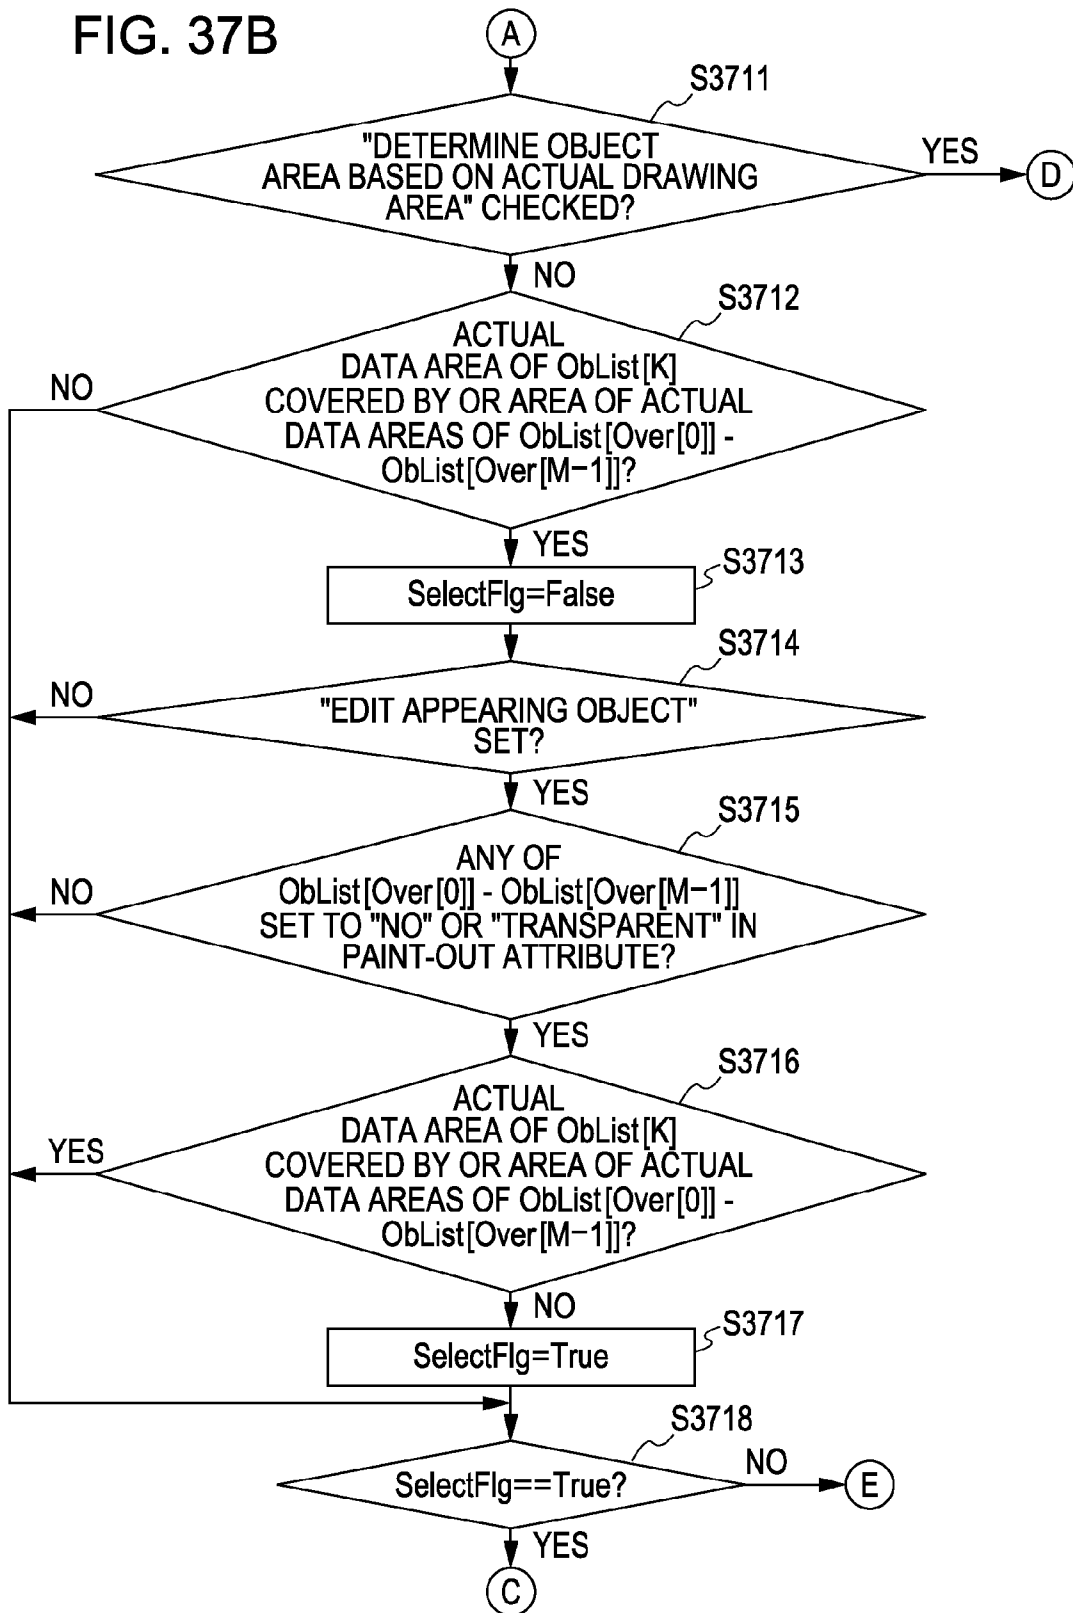 FIG. 37B
A
S3711
"DETERMINE OBJECT
AREA BASED ON ACTUAL DRAWING
AREA" CHECKED?
YES
D
NO
S3712
ACTUAL
DATA AREA OF ObList[K]
COVERED BY OR AREA OF ACTUAL
DATA AREAS OF ObList[Over[0]] -
ObList[Over[M−1]]?
NO
YES
S3713
SelectFlg=False
S3714
"EDIT APPEARING OBJECT"
SET?
NO
YES
S3715
ANY OF
ObList[Over[0]] - ObList[Over[M−1]]
SET TO "NO" OR "TRANSPARENT" IN
PAINT-OUT ATTRIBUTE?
NO
YES
S3716
ACTUAL
DATA AREA OF ObList[K]
COVERED BY OR AREA OF ACTUAL
DATA AREAS OF ObList[Over[0]] -
ObList[Over[M−1]]?
YES
NO
S3717
SelectFlg=True
S3718
SelectFlg==True?
NO
E
YES
C